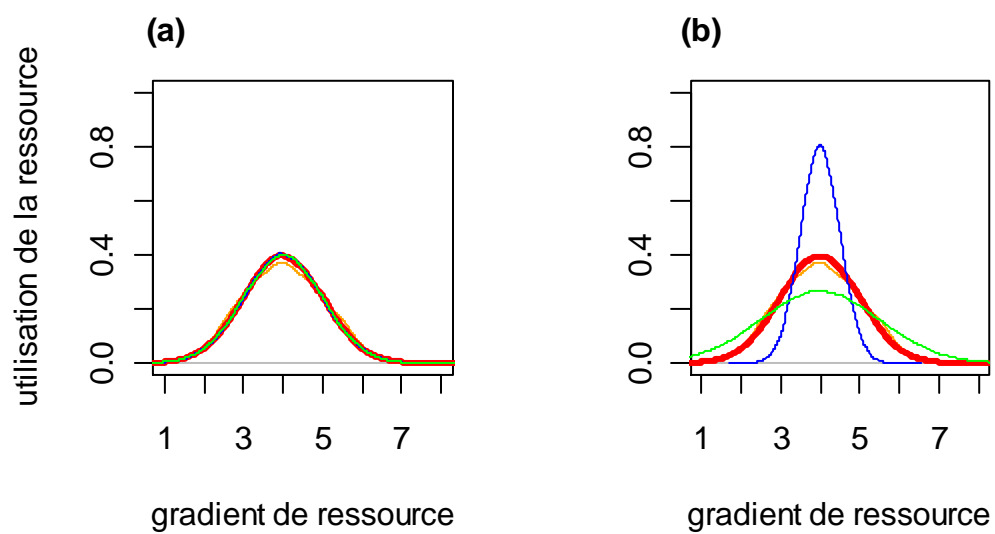 (a)
(b)
utilisation de la ressource
0.8
0.4
0.0
1 3 5 7
gradient de ressource
0.8
0.4
0.0
1 3 5 7
gradient de ressource